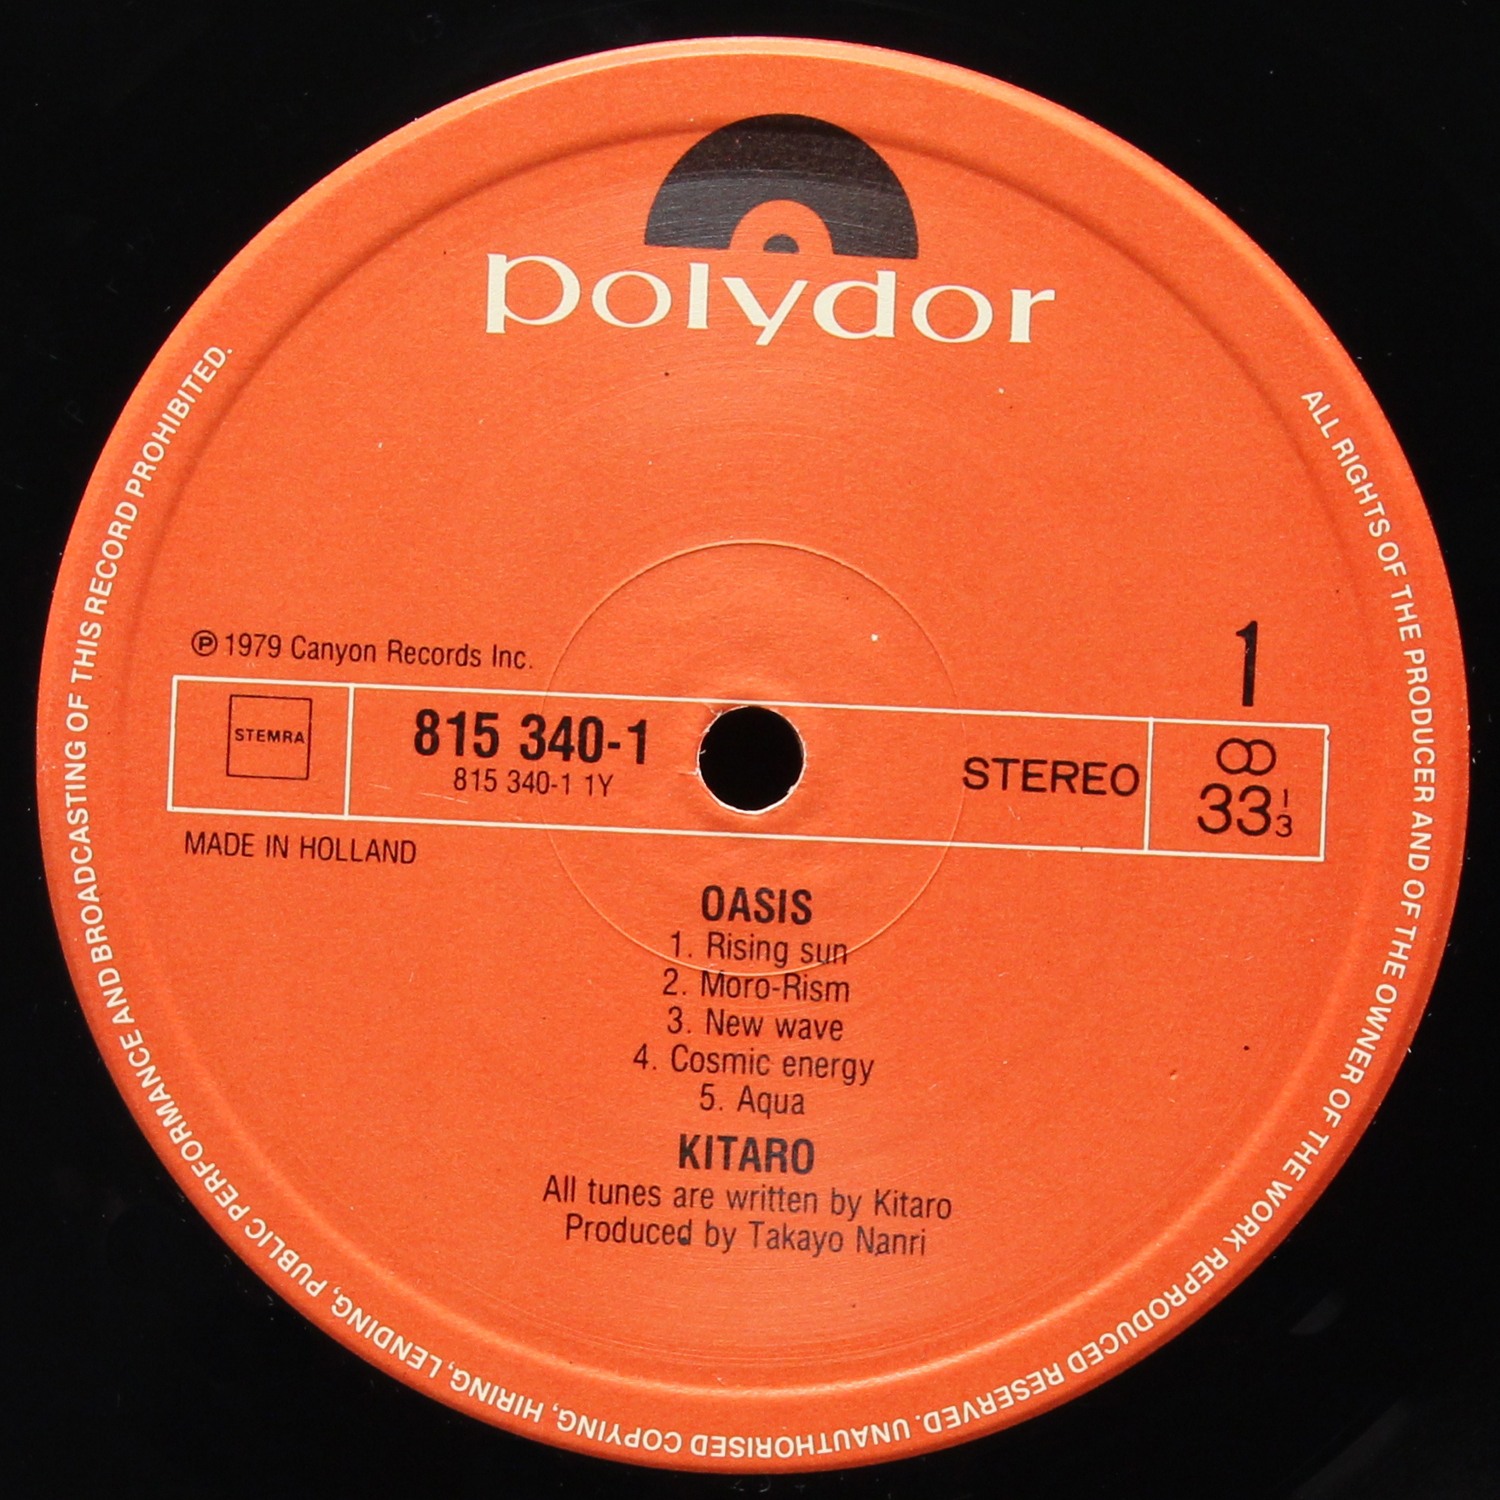 polydor
ALL RIGHTS OF THE PRODUCER AND OF THE OWNER OF THE WORK REPRODUCED RESERVED. UNAUTHORISED COPYING, HIRING, LENDING, PUBLIC PERFORMANCE AND BROADCASTING OF THIS RECORD PROHIBITED.
℗ 1979 Canyon Records Inc.
1
STEMRA
815 340-1
815 340-1 1Y
STEREO
33 1/3
MADE IN HOLLAND
OASIS
1. Rising sun
2. Moro-Rism
3. New wave
4. Cosmic energy
5. Aqua
KITARO
All tunes are written by Kitaro
Produced by Takayo Nanri